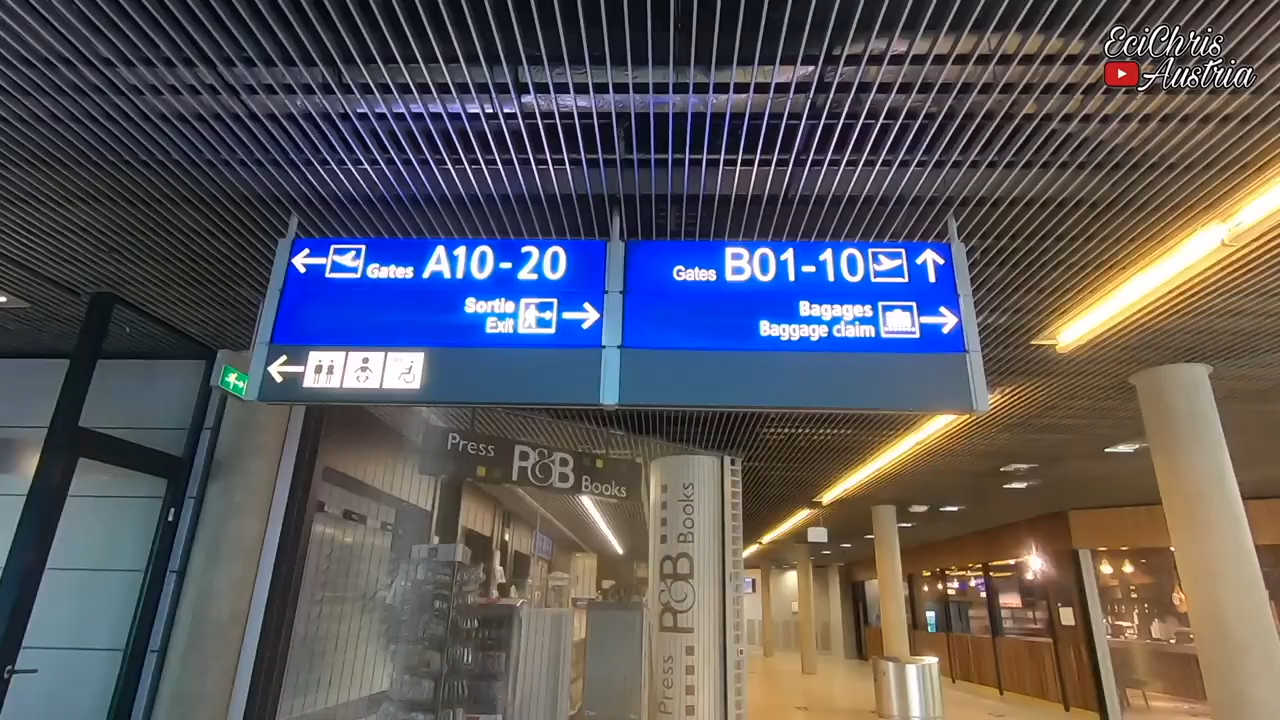 EciChris
Austria
Gates A10-20
Sortie
Exit
Gates B01-10
Bagages
Baggage claim
Press P&B Books
Press P&B Books